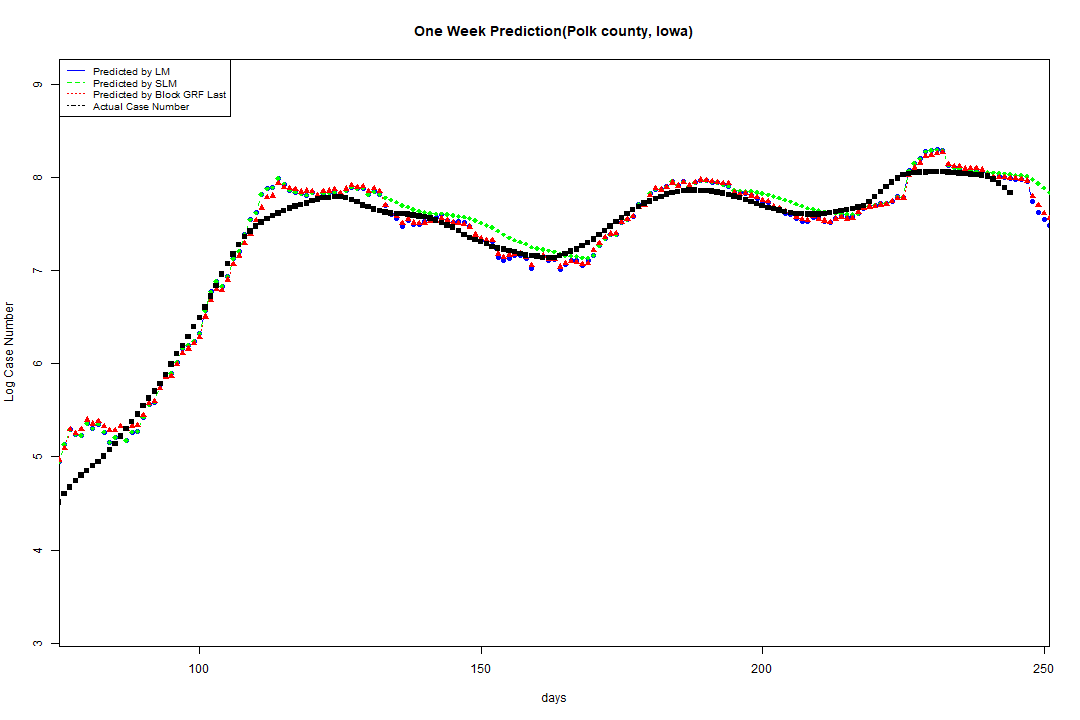 One Week Prediction(Polk county, Iowa)
Predicted by LM
Predicted by SLM
Predicted by Block GRF Last
Actual Case Number
9
8
7
6
5
4
3
Log Case Number
100 150 200 250
days